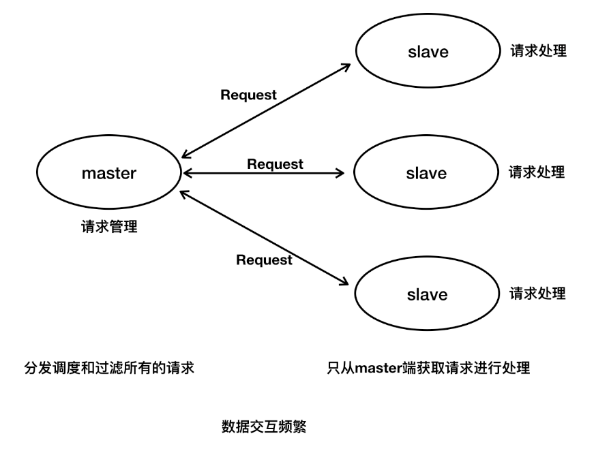 slave
请求处理
Request
master
Request
slave
请求处理
请求管理
Request
slave
请求处理
分发调度和过滤所有的请求
只从master端获取请求进行处理
数据交互频繁